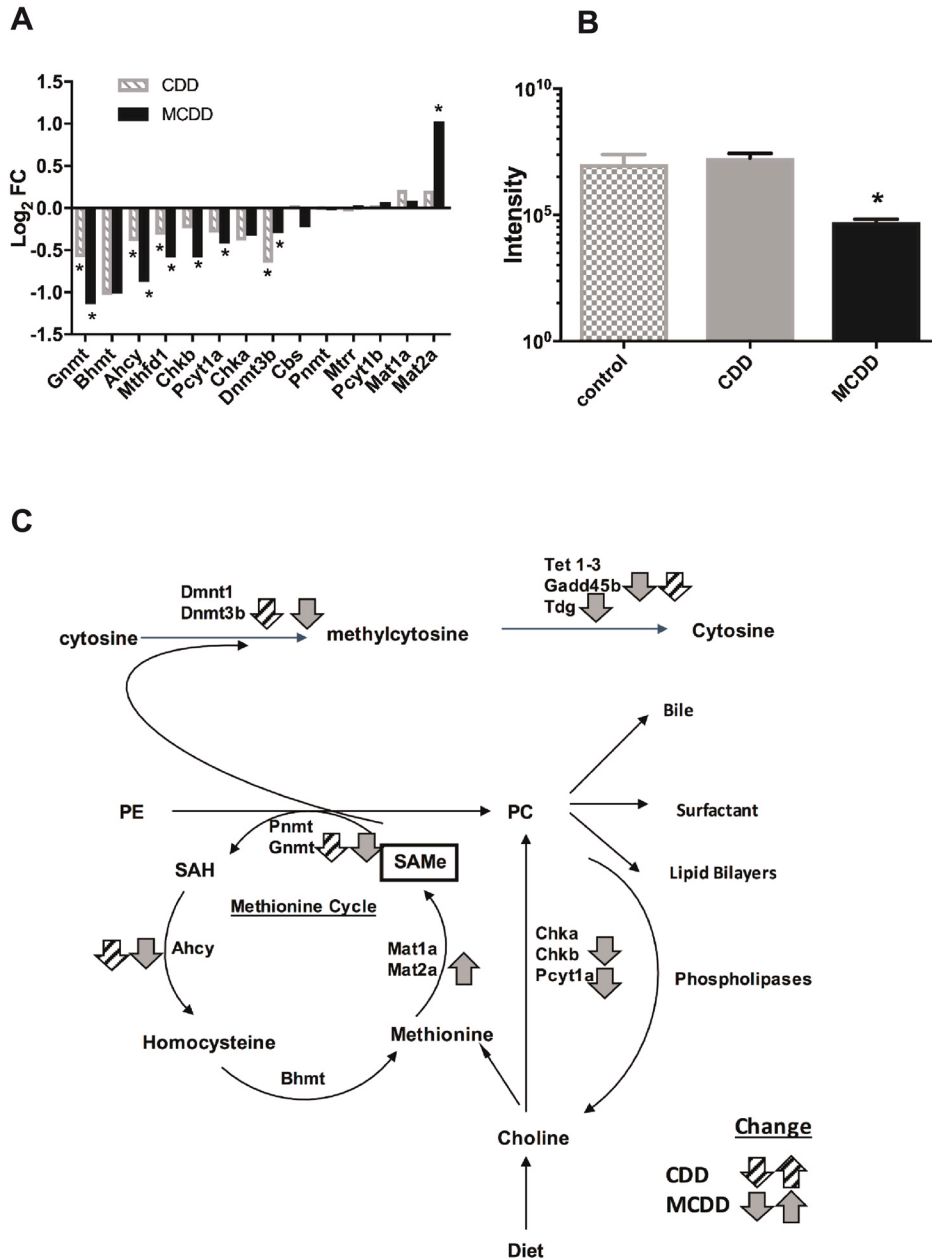 A
CDD
MCDD
Log2 FC
1.5
1.0
0.5
0.0
-0.5
-1.0
-1.5
*
*
*
*
*
*
*
*
*
*
*
Gnmt
Bhmt
Ahcy
Mthfd1
Chkb
Pcyt1a
Chka
Dnmt3b
Cbs
Pnmt
Mtrr
Pcyt1b
Mat1a
Mat2a
B
Intensity
10^10
10^5
10^0
*
control
CDD
MCDD
C
Dmnt1
Dnmt3b
Tet 1-3
Gadd45b
Tdg
cytosine
methylcytosine
Cytosine
Bile
PE
PC
Surfactant
Pnmt
Gnmt
SAMe
SAH
Lipid Bilayers
Methionine Cycle
Ahcy
Mat1a
Mat2a
Chka
Chkb
Pcyt1a
Phospholipases
Homocysteine
Methionine
Bhmt
Choline
Change
CDD
MCDD
Diet